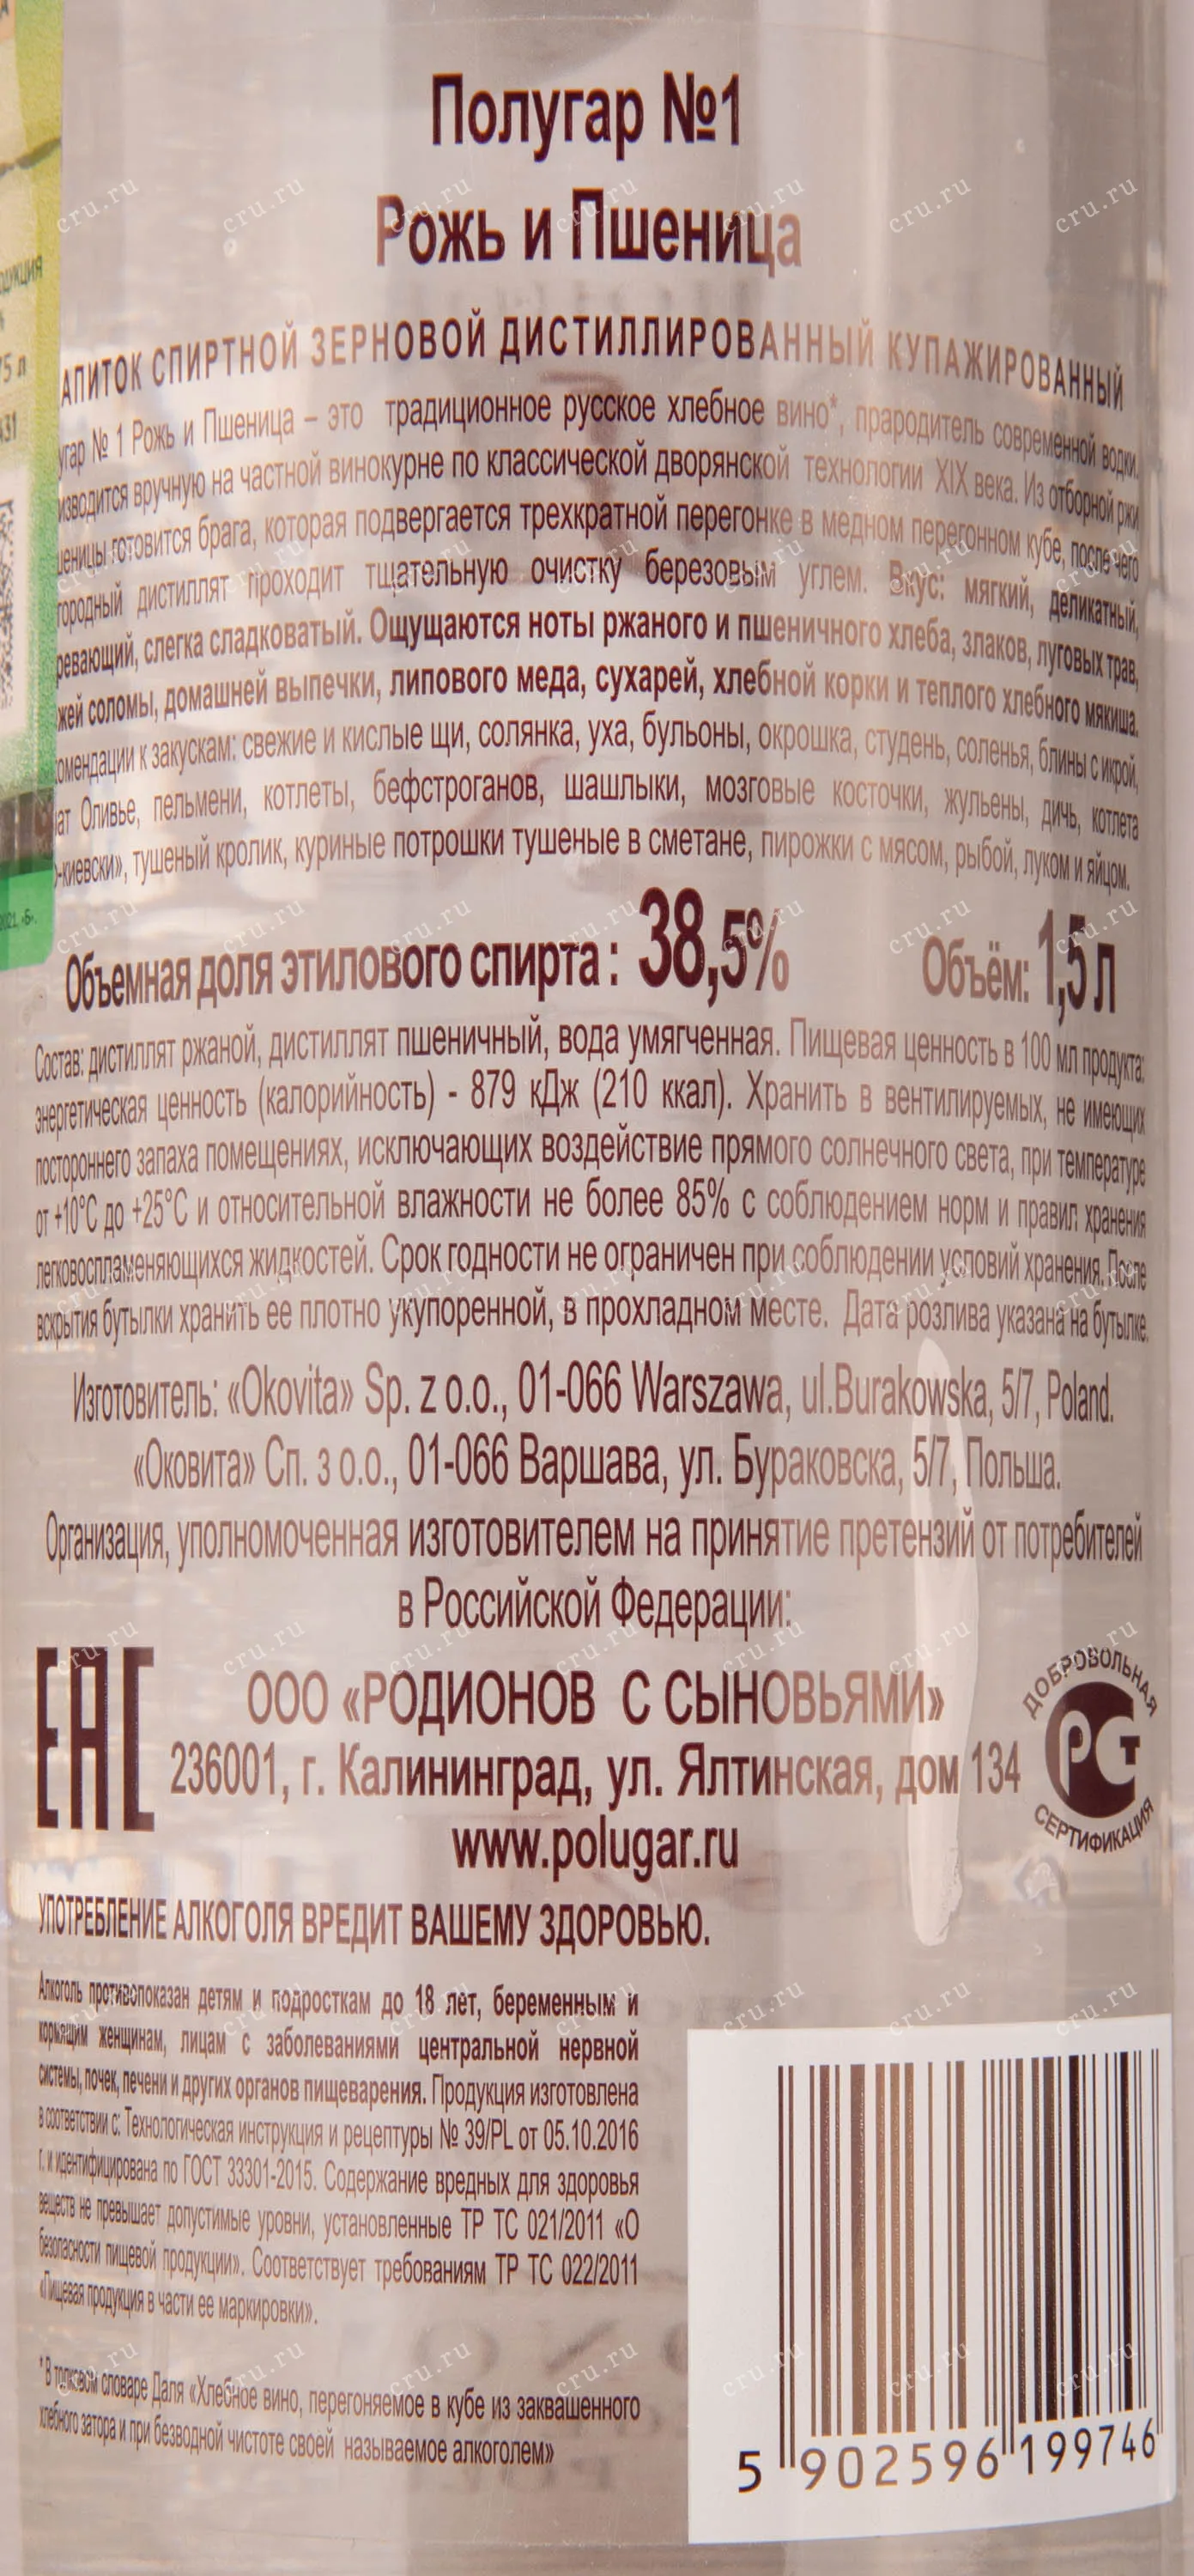 Полугар №1
Рожь и Пшеница
АПИТОК СПИРТНОЙ ЗЕРНОВОЙ ДИСТИЛЛИРОВАННЫЙ КУПАЖИРОВАННЫЙ
угар № 1 Рожь и Пшеница – это традиционное русское хлебное вино*, прародитель современной водки.
изводится вручную на частной винокурне по классической дворянской технологии XIX века. Из отборной ржи
шеницы готовится брага, которая подвергается трехкратной перегонке в медном перегонном кубе, после чего
городный дистиллят проходит тщательную очистку березовым углем. Вкус: мягкий, деликатный,
ревающий, слегка сладковатый. Ощущаются ноты ржаного и пшеничного хлеба, злаков, луговых трав,
жей соломы, домашней выпечки, липового меда, сухарей, хлебной корки и теплого хлебного мякиша.
омендации к закускам: свежие и кислые щи, солянка, уха, бульоны, окрошка, студень, соленья, блины с икрой,
ат Оливье, пельмени, котлеты, бефстроганов, шашлыки, мозговые косточки, жульены, дичь, котлета
о-киевски», тушеный кролик, куриные потрошки тушеные в сметане, пирожки с мясом, рыбой, луком и яйцом.
Объемная доля этилового спирта : 38,5% Объём: 1,5 л
Состав: дистиллят ржаной, дистиллят пшеничный, вода умягченная. Пищевая ценность в 100 мл продукта:
энергетическая ценность (калорийность) - 879 кДж (210 ккал). Хранить в вентилируемых, не имеющих
постороннего запаха помещениях, исключающих воздействие прямого солнечного света, при температуре
от +10°С до +25°С и относительной влажности не более 85% с соблюдением норм и правил хранения
легковоспламеняющихся жидкостей. Срок годности не ограничен при соблюдении условий хранения. После
вскрытия бутылки хранить ее плотно укупоренной, в прохладном месте. Дата розлива указана на бутылке.
Изготовитель: «Okovita» Sp. z o.o., 01-066 Warszawa, ul.Burakowska, 5/7, Poland.
«Оковита» Сп. з о.о., 01-066 Варшава, ул. Бураковска, 5/7, Польша.
Организация, уполномоченная изготовителем на принятие претензий от потребителей
в Российской Федерации:
ЕАС
ООО «РОДИОНОВ С СЫНОВЬЯМИ»
236001, г. Калининград, ул. Ялтинская, дом 134
www.polugar.ru
ДОБРОВОЛЬНАЯ
РСТ
СЕРТИФИКАЦИЯ
УПОТРЕБЛЕНИЕ АЛКОГОЛЯ ВРЕДИТ ВАШЕМУ ЗДОРОВЬЮ.
Алкоголь противопоказан детям и подросткам до 18 лет, беременным и
кормящим женщинам, лицам с заболеваниями центральной нервной
системы, почек, печени и других органов пищеварения. Продукция изготовлена
в соответствии с: Технологическая инструкция и рецептуры № 39/PL от 05.10.2016
г. и идентифицирована по ГОСТ 33301-2015. Содержание вредных для здоровья
веществ не превышает допустимые уровни, установленные ТР ТС 021/2011 «О
безопасности пищевой продукции». Соответствует требованиям ТР ТС 022/2011
«Пищевая продукция в части ее маркировки».
* В толковом словаре Даля «Хлебное вино, перегоняемое в кубе из заквашенного
хлебного затора и при безводной чистоте своей называемое алкоголем»
5 902596 199746
cru.ru